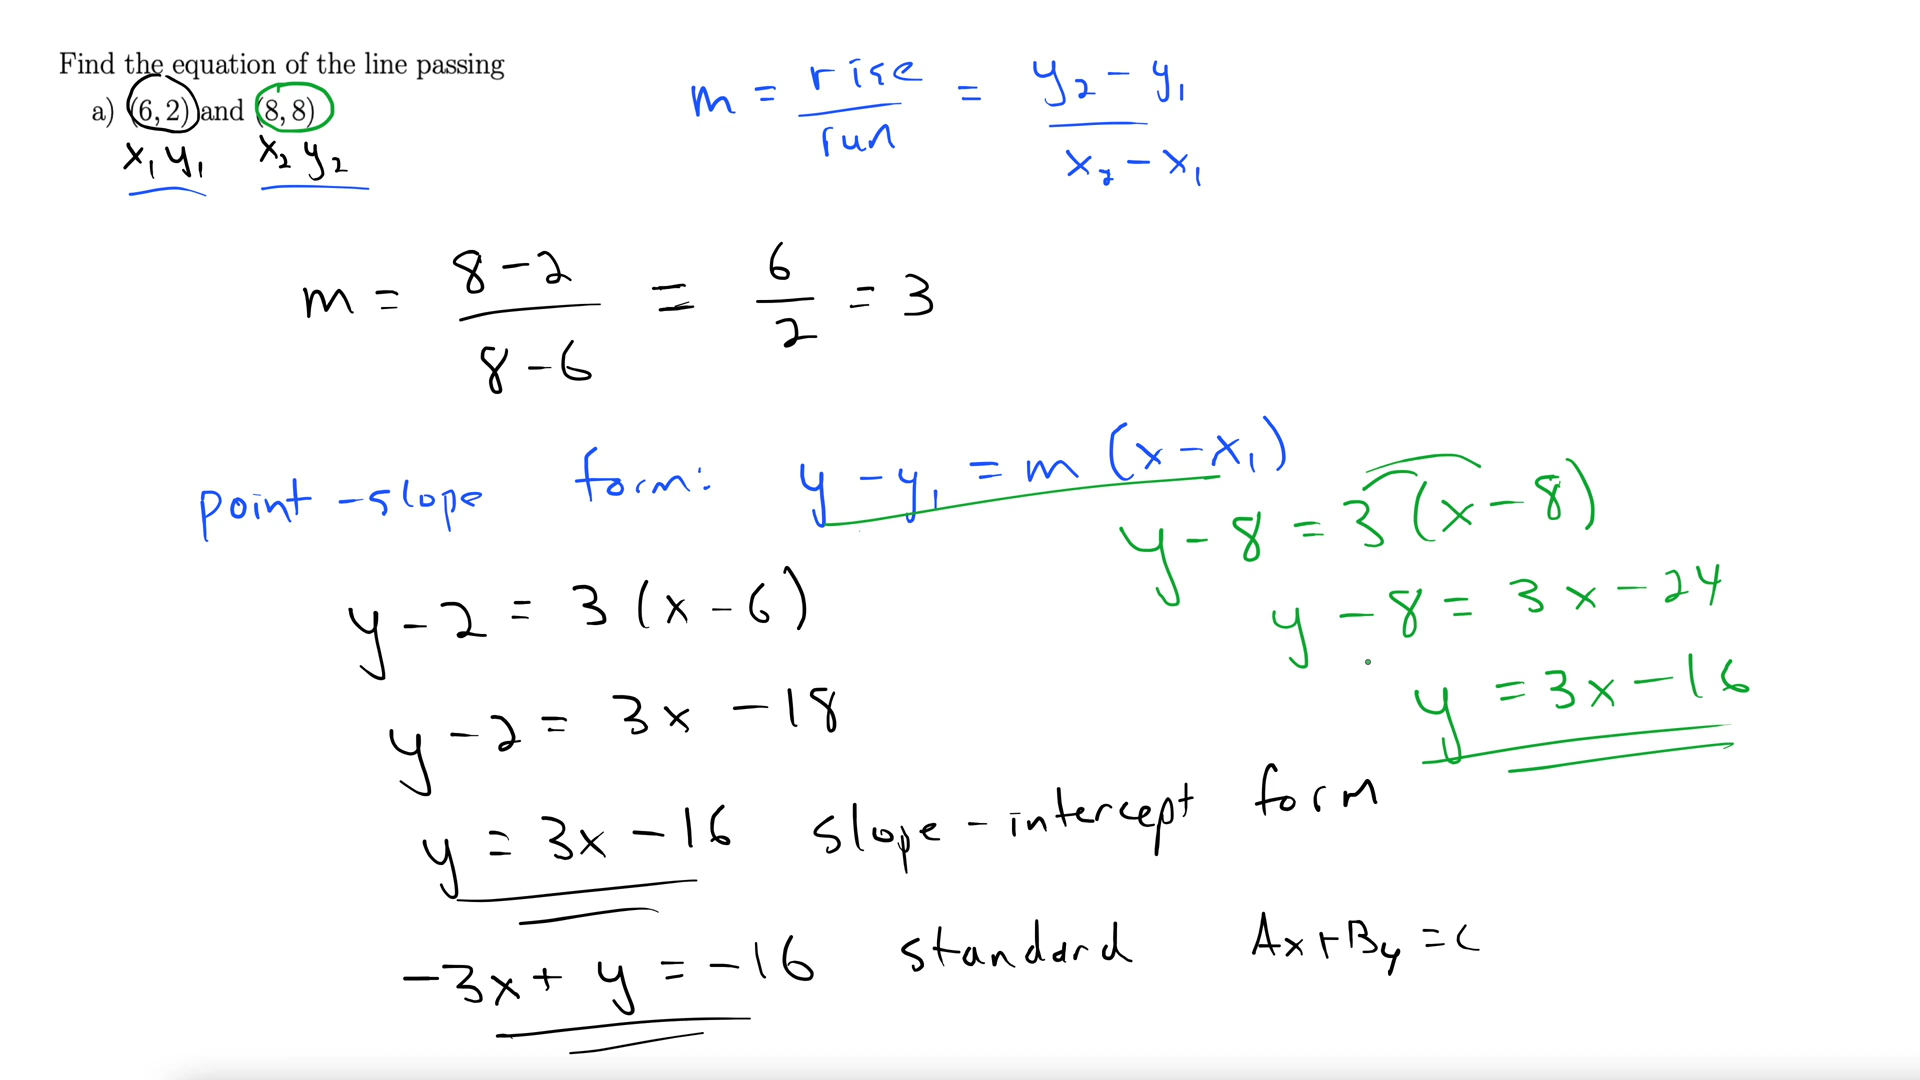 Find the equation of the line passing
a) (6, 2) and (8, 8)
x₁ y₁ x₂ y₂
m = rise/run = (y₂ - y₁)/(x₂ - x₁)
m = (8 - 2)/(8 - 6) = 6/2 = 3
point-slope form: y - y₁ = m (x - x₁)
y - 2 = 3 (x - 6)
y - 2 = 3x - 18
y = 3x - 16 slope-intercept form
-3x + y = -16 standard Ax + By = C
y - 8 = 3 (x - 8)
y - 8 = 3x - 24
y = 3x - 16